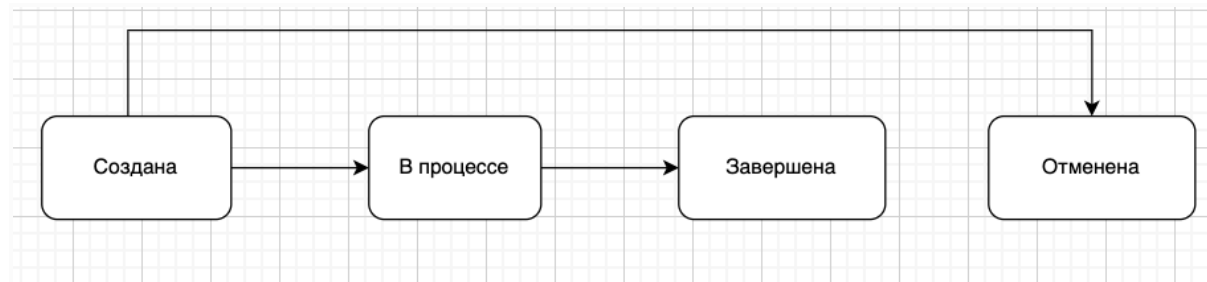 Создана
В процессе
Завершена
Отменена